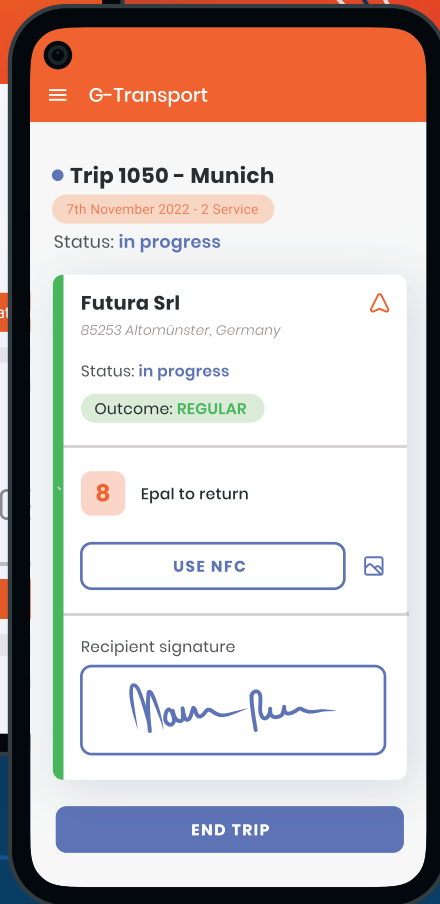 G-Transport
Trip 1050 - Munich
7th November 2022 - 2 Service
Status: in progress
Futura Srl
85253 Altomünster, Germany
Status: in progress
Outcome: REGULAR
8 Epal to return
USE NFC
Recipient signature
END TRIP